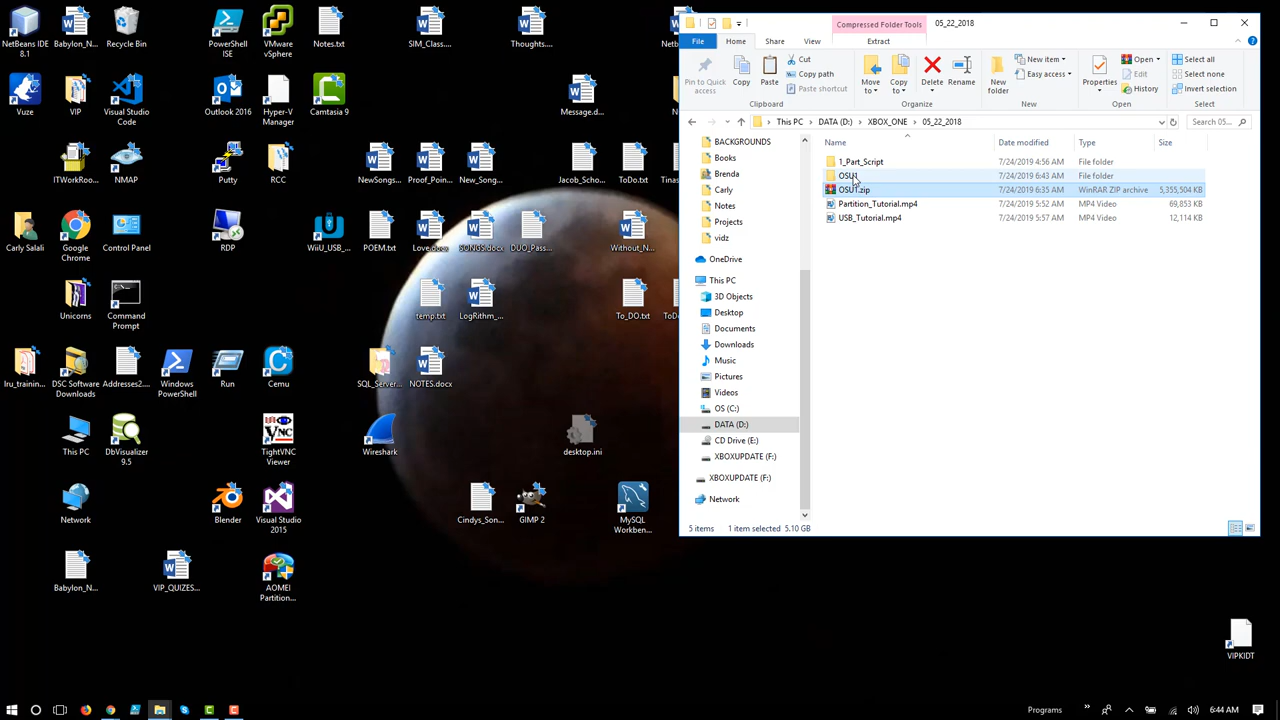 NetBeans IDE 8.1
Babylon_N...
Recycle Bin
PowerShell ISE
VMware vSphere
Notes.txt
SIM_Class....
Thoughts....
Vuze
VIP
Visual Studio Code
Outlook 2016
Hyper-V Manager
Camtasia 9
Message.d...
ITWorkRoo...
NMAP
Putty
RCC
NewSongs...
Proof_Poin...
New_Song...
Jacob_Scho...
ToDo.txt
Carly Salali
Google Chrome
Control Panel
RDP
WiiU_USB_...
POEM.txt
Love.docx
SONGS.docx
DUO_Pass...
Without_N...
Unicorns
Command Prompt
temp.txt
LogRithm_...
To_DO.txt
lru_training...
DSC Software Downloads
Addresses2....
Windows PowerShell
Run
Cemu
SQL_Server...
NOTES.docx
This PC
DbVisualizer 9.5
TightVNC Viewer
Wireshark
desktop.ini
Network
Blender
Visual Studio 2015
Cindys_Son...
GIMP 2
MySQL Workben...
Babylon_N...
VIP_QUIZES...
AOMEI Partition...
VIPKIDT
Compressed Folder Tools
05_22_2018
File
Home
Share
View
Extract
Pin to Quick access
Copy
Paste
Cut
Copy path
Paste shortcut
Clipboard
Move to
Copy to
Delete
Rename
Organize
New folder
New item
Easy access
New
Properties
Open
Edit
History
Open
Select all
Select none
Invert selection
Select
This PC > DATA (D:) > XBOX_ONE > 05_22_2018
Search 05...
Name Date modified Type Size
1_Part_Script 7/24/2019 4:56 AM File folder
OSU1 7/24/2019 6:43 AM File folder
OSU1.zip 7/24/2019 6:35 AM WinRAR ZIP archive 5,355,504 KB
Partition_Tutorial.mp4 7/24/2019 5:52 AM MP4 Video 69,853 KB
USB_Tutorial.mp4 7/24/2019 5:57 AM MP4 Video 12,114 KB
BACKGROUNDS
Books
Brenda
Carly
Notes
Projects
vidz
OneDrive
This PC
3D Objects
Desktop
Documents
Downloads
Music
Pictures
Videos
OS (C:)
DATA (D:)
CD Drive (E:)
XBOXUPDATE (F:)
XBOXUPDATE (F:)
Network
5 items 1 item selected 5.10 GB
Programs
6:44 AM